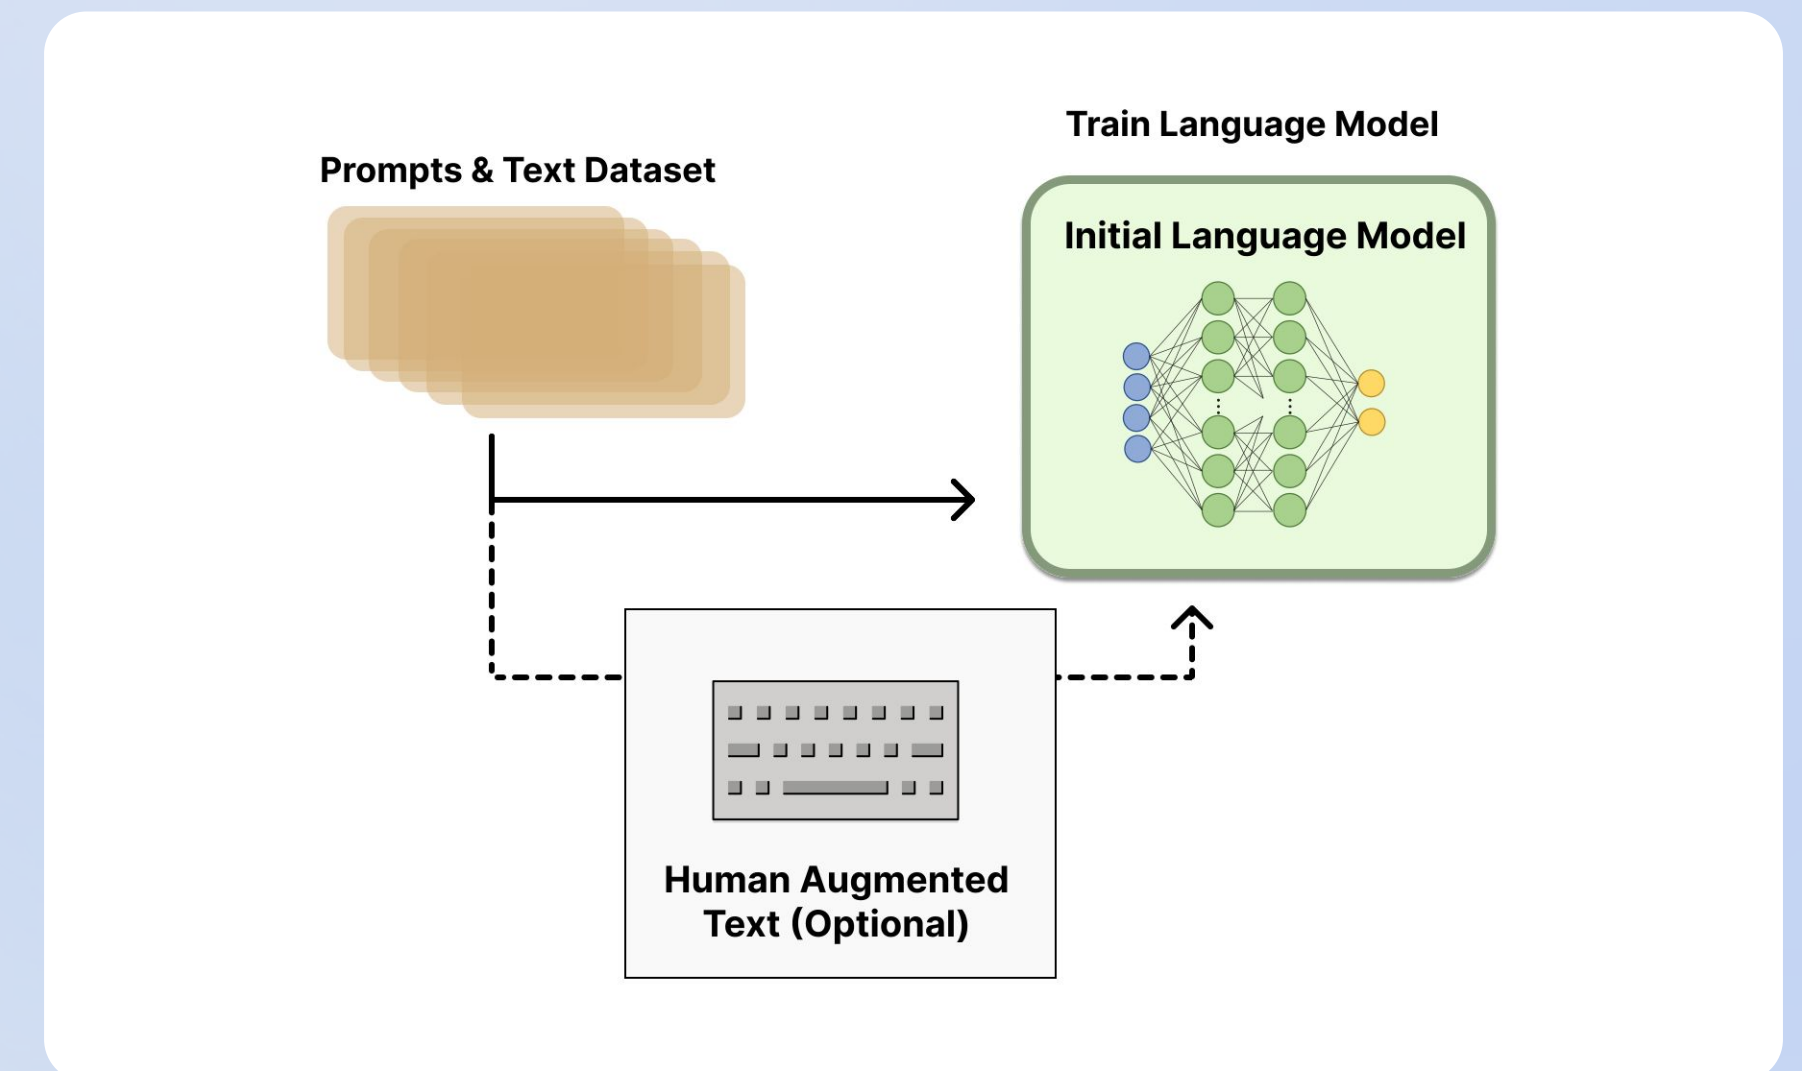 Train Language Model
Prompts & Text Dataset
Initial Language Model
Human Augmented
Text (Optional)